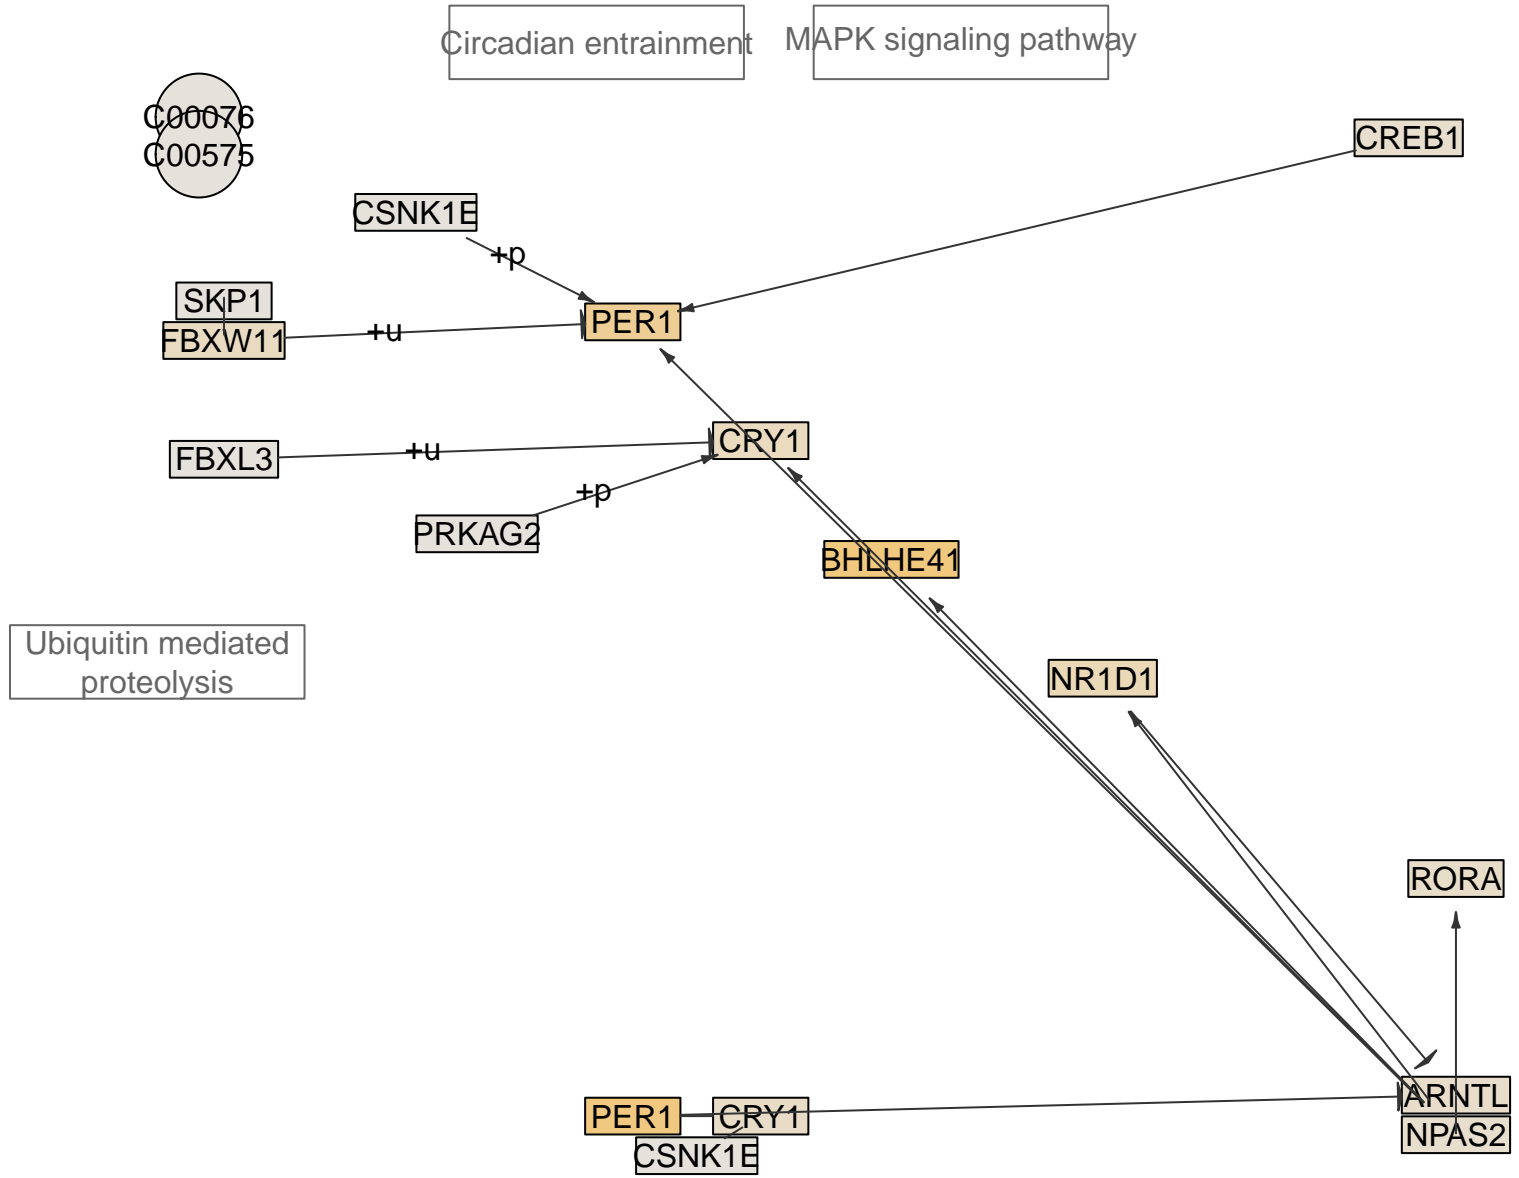 Circadian entrainment
MAPK signaling pathway
C00076
C00575
CREB1
CSNK1E
+p
SKP1
FBXW11
+u
PER1
FBXL3
+u
CRY1
PRKAG2
+p
BHLHE41
Ubiquitin mediated
proteolysis
NR1D1
RORA
PER1
CRY1
CSNK1E
ARNTL
NPAS2